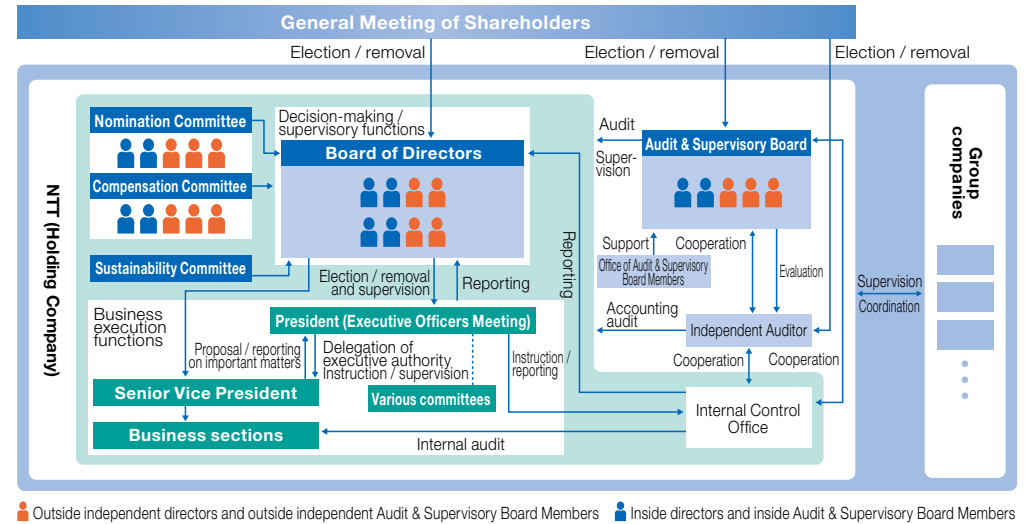 General Meeting of Shareholders
Election / removal
Election / removal
Election / removal
NTT (Holding Company)
Nomination Committee
Compensation Committee
Sustainability Committee
Decision-making /
supervisory functions
Board of Directors
Audit
Super-
vision
Audit & Supervisory Board
Support
Office of Audit & Supervisory
Board Members
Cooperation
Evaluation
Reporting
Election / removal
and supervision
Reporting
Business
execution
functions
President (Executive Officers Meeting)
Proposal / reporting
on important matters
Delegation of
executive authority
Instruction / supervision
Instruction /
reporting
Various committees
Senior Vice President
Business sections
Accounting
audit
Independent Auditor
Cooperation
Cooperation
Internal Control
Office
Internal audit
Supervision
Coordination
Group
companies
Outside independent directors and outside independent Audit & Supervisory Board Members
Inside directors and inside Audit & Supervisory Board Members